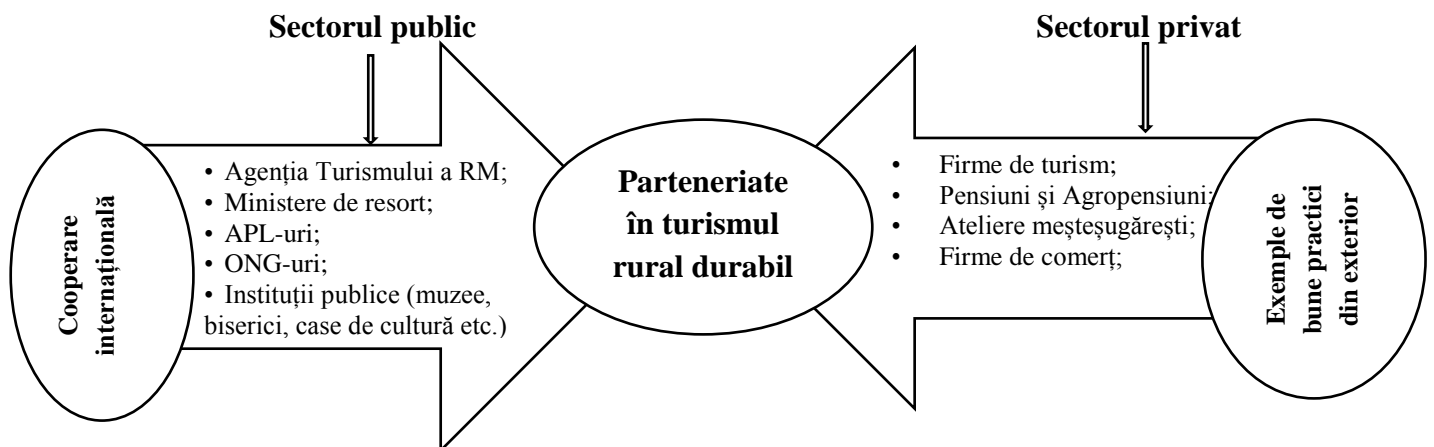 Sectorul public
Sectorul privat
Cooperare
internațională
• Agenția Turismului a RM;
• Ministere de resort;
• APL-uri;
• ONG-uri;
• Instituții publice (muzee,
biserici, case de cultură etc.)
Parteneriate
în turismul
rural durabil
• Firme de turism;
• Pensiuni și Agropensiuni;
• Ateliere meșteșugărești;
• Firme de comerț;
Exemple de
bune practici
din exterior